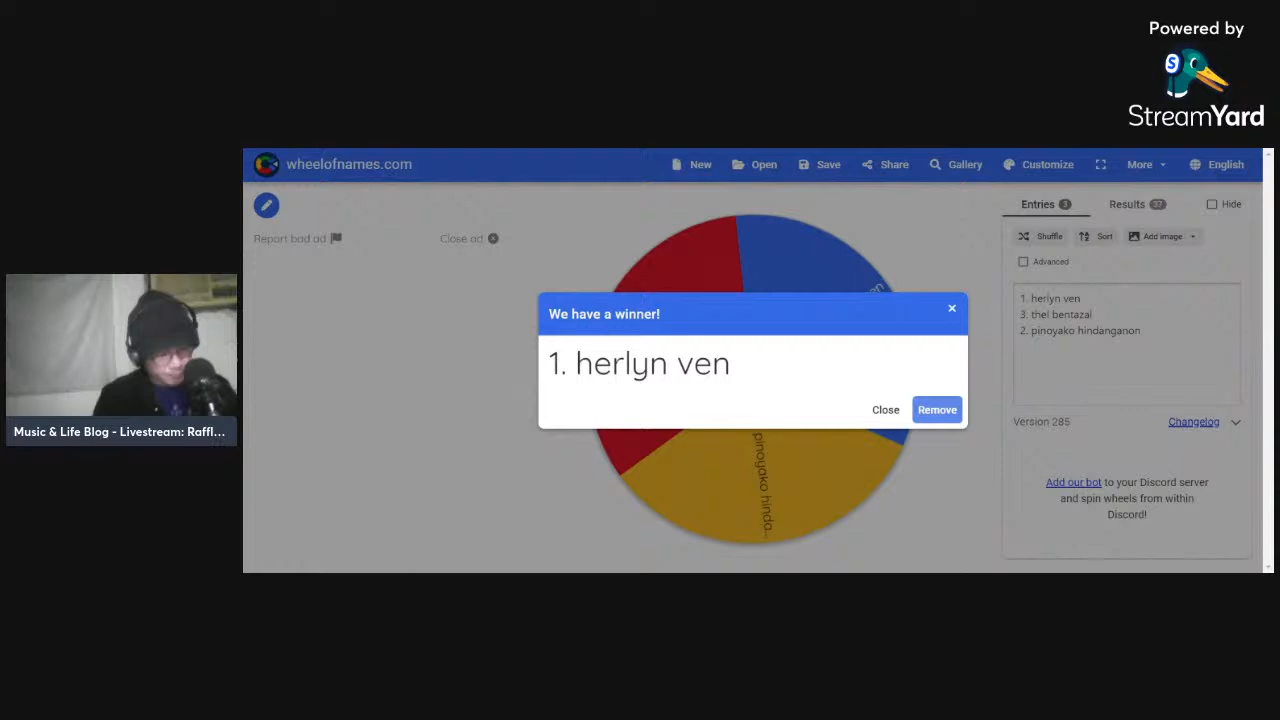 Powered by
StreamYard
wheelofnames.com
New
Open
Save
Share
Gallery
Customize
More
English
Entries 3
Results 37
Hide
Report bad ad
Close ad
Shuffle
Sort
Add image
Advanced
1. herlyn ven
3. thel bentazal
2. pinoyako hindanganon
We have a winner!
1. herlyn ven
Close
Remove
pinoyako hinda...
Version 285
Changelog
Add our bot to your Discord server
and spin wheels from within
Discord!
Music & Life Blog - Livestream: Raffl...